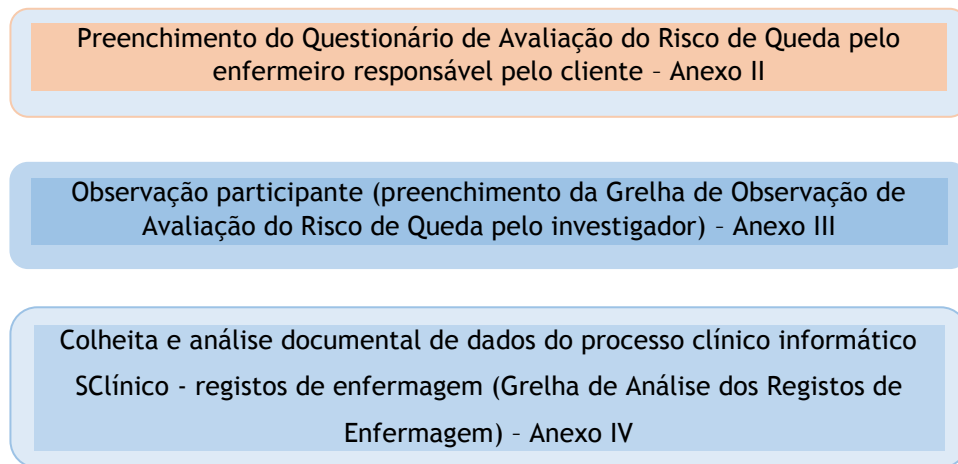 Preenchimento do Questionário de Avaliação do Risco de Queda pelo
enfermeiro responsável pelo cliente – Anexo II
Observação participante (preenchimento da Grelha de Observação de
Avaliação do Risco de Queda pelo investigador) – Anexo III
Colheita e análise documental de dados do processo clínico informático
SClínico - registos de enfermagem (Grelha de Análise dos Registos de
Enfermagem) – Anexo IV